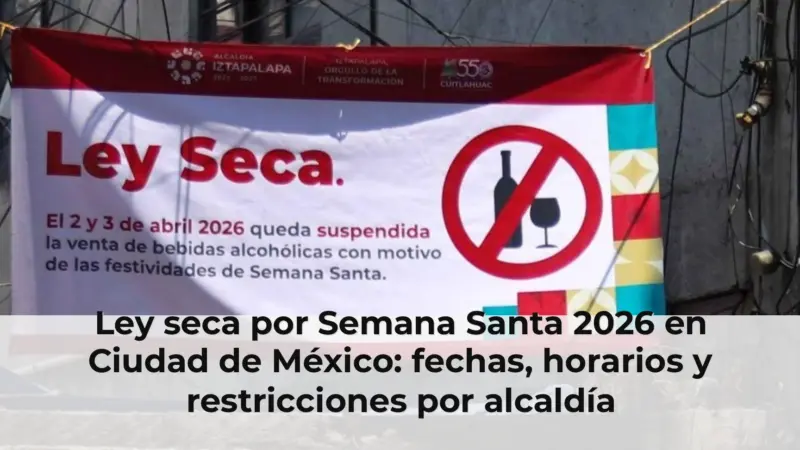 ALCALDÍA
IZTAPALAPA
IZTAPALAPA,
ORGULLO DE LA
TRANSFORMACIÓN
550
CUITLÁHUAC
Ley Seca.
El 2 y 3 de abril 2026 queda suspendida
la venta de bebidas alcohólicas con motivo
de las festividades de Semana Santa.
Ley seca por Semana Santa 2026 en
Ciudad de México: fechas, horarios y
restricciones por alcaldía